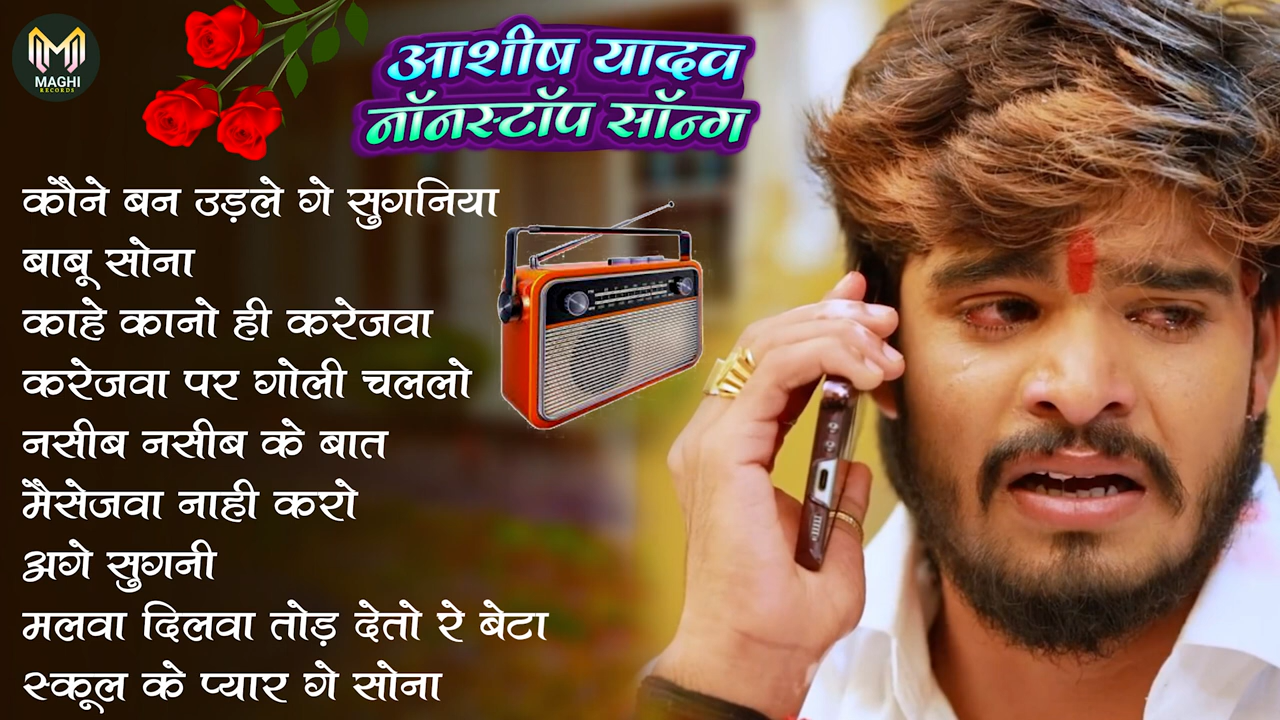 MAGHI
RECORDS
आशीष यादव
नॉनस्टॉप सॉन्ग
कौने बन उड़ले गे सुगनिया
बाबू सोना
काहे कानो ही करेजवा
करेजवा पर गोली चललो
नसीब नसीब के बात
मैसेजवा नाही करो
अगे सुगनी
मलवा दिलवा तोड़ देतो रे बेटा
स्कूल के प्यार गे सोना